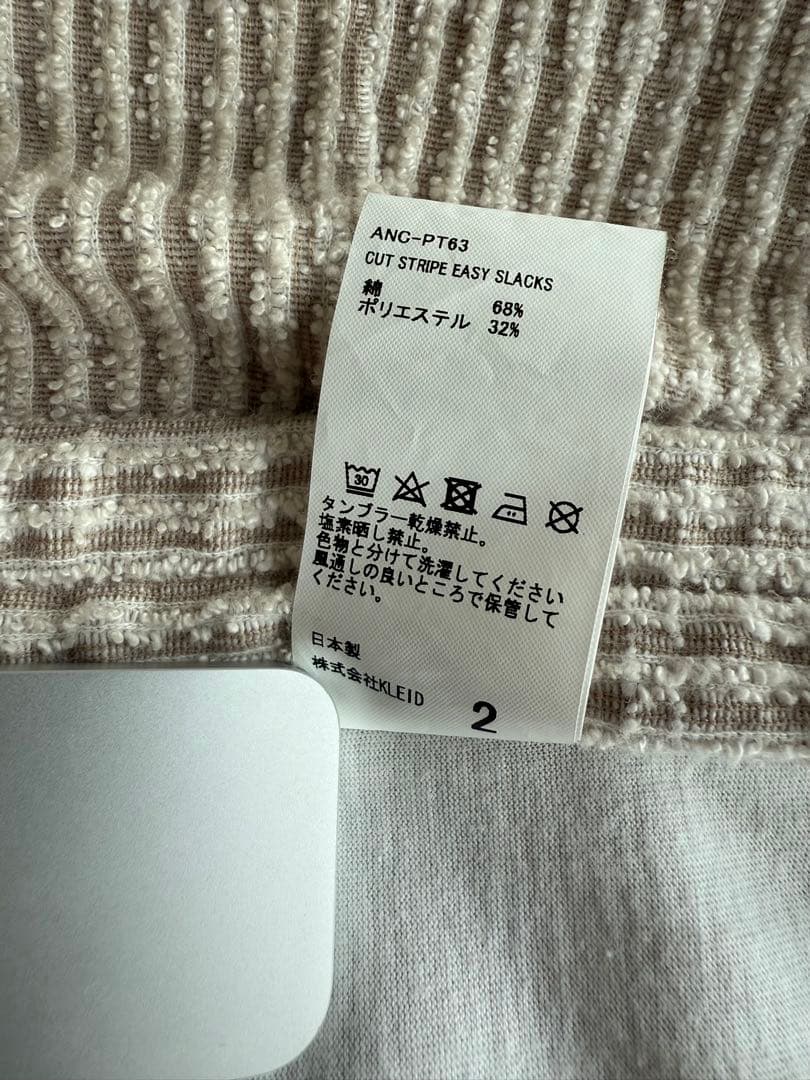 ANC-PT63
CUT STRIPE EASY SLACKS
綿 68%
ポリエステル 32%
30
タンブラー乾燥禁止。
塩素晒し禁止。
色物と分けて洗濯してください
風通しの良いところで保管して
ください。
日本製
株式会社KLEID
2